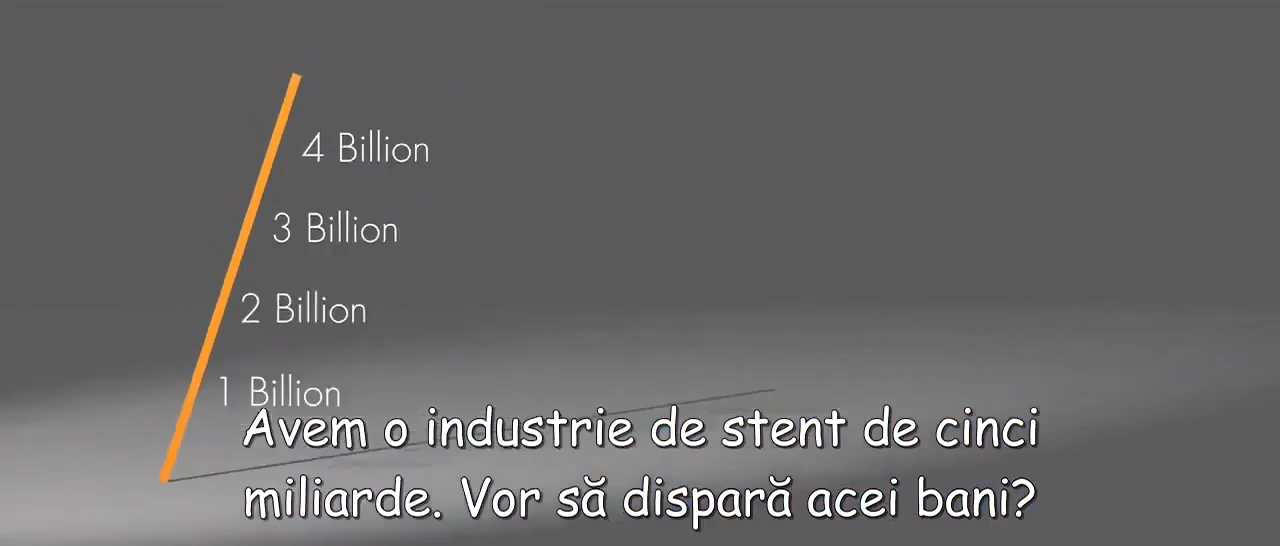 4 Billion
3 Billion
2 Billion
1 Billion
Avem o industrie de stent de cinci
miliarde. Vor să dispară acei bani?